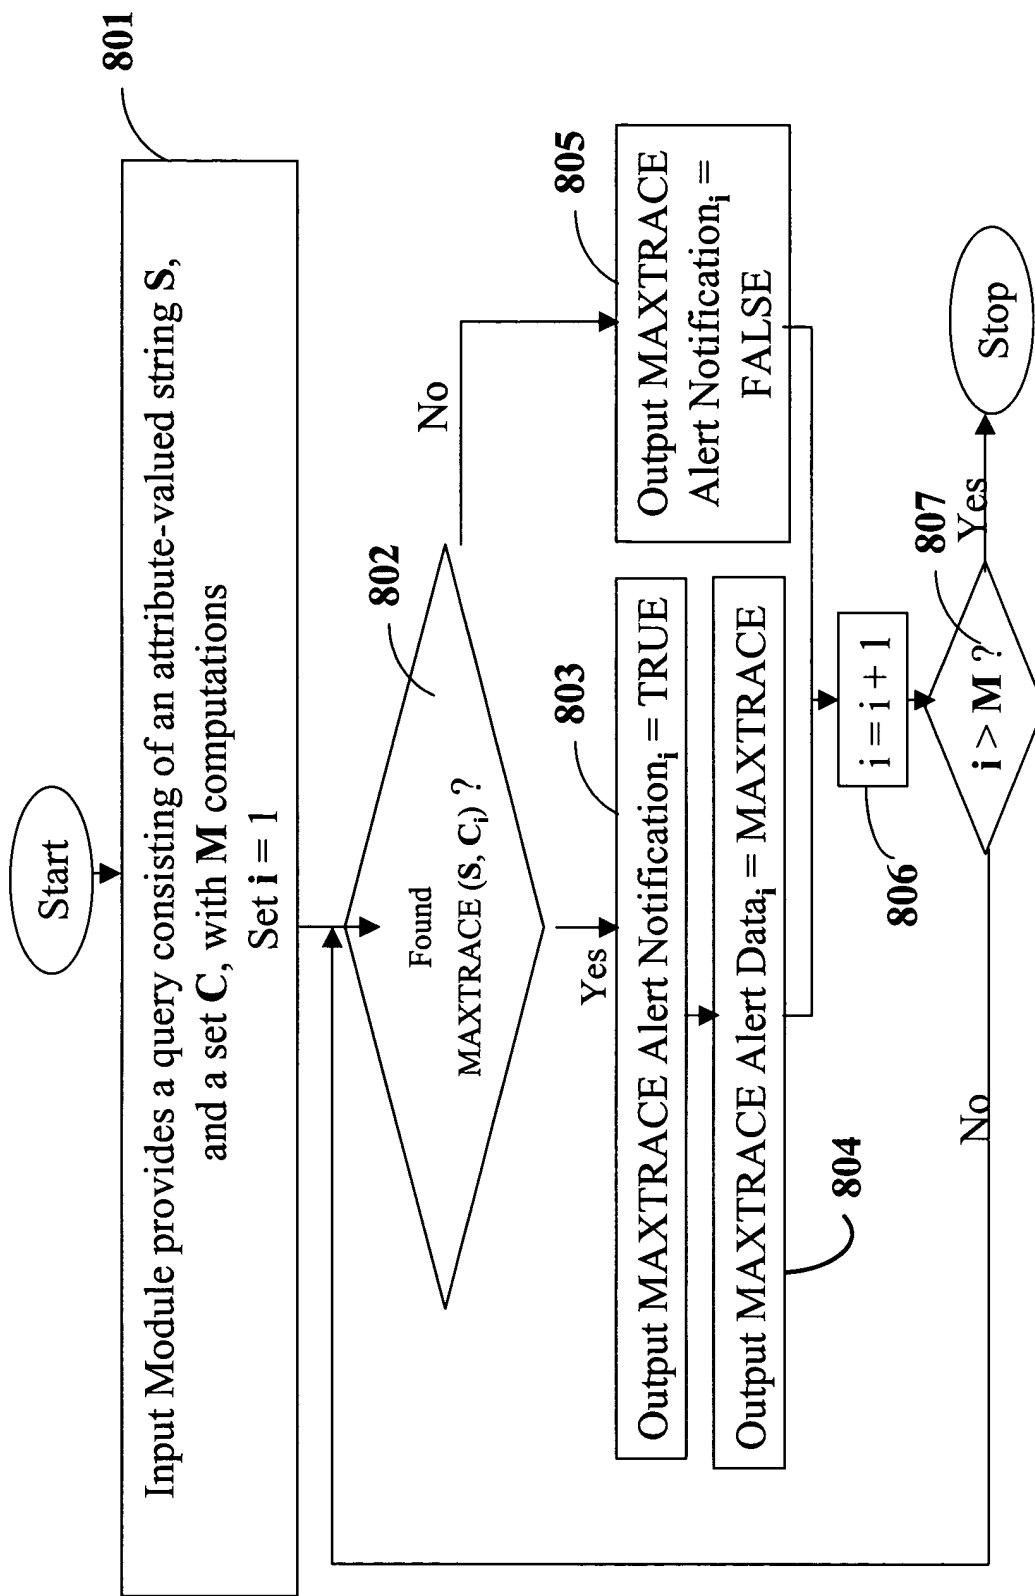 Start
801
Input Module provides a query consisting of an attribute-valued string S,
and a set C, with M computations
Set i = 1
802
Found
MAXTRACE (S, Ci) ?
No
Yes
803
Output MAXTRACE Alert Notificationi = TRUE
805
Output MAXTRACE
Alert Notificationi =
FALSE
Output MAXTRACE Alert Datai = MAXTRACE
804
i = i + 1
806
807
i > M ?
Yes
Stop
No